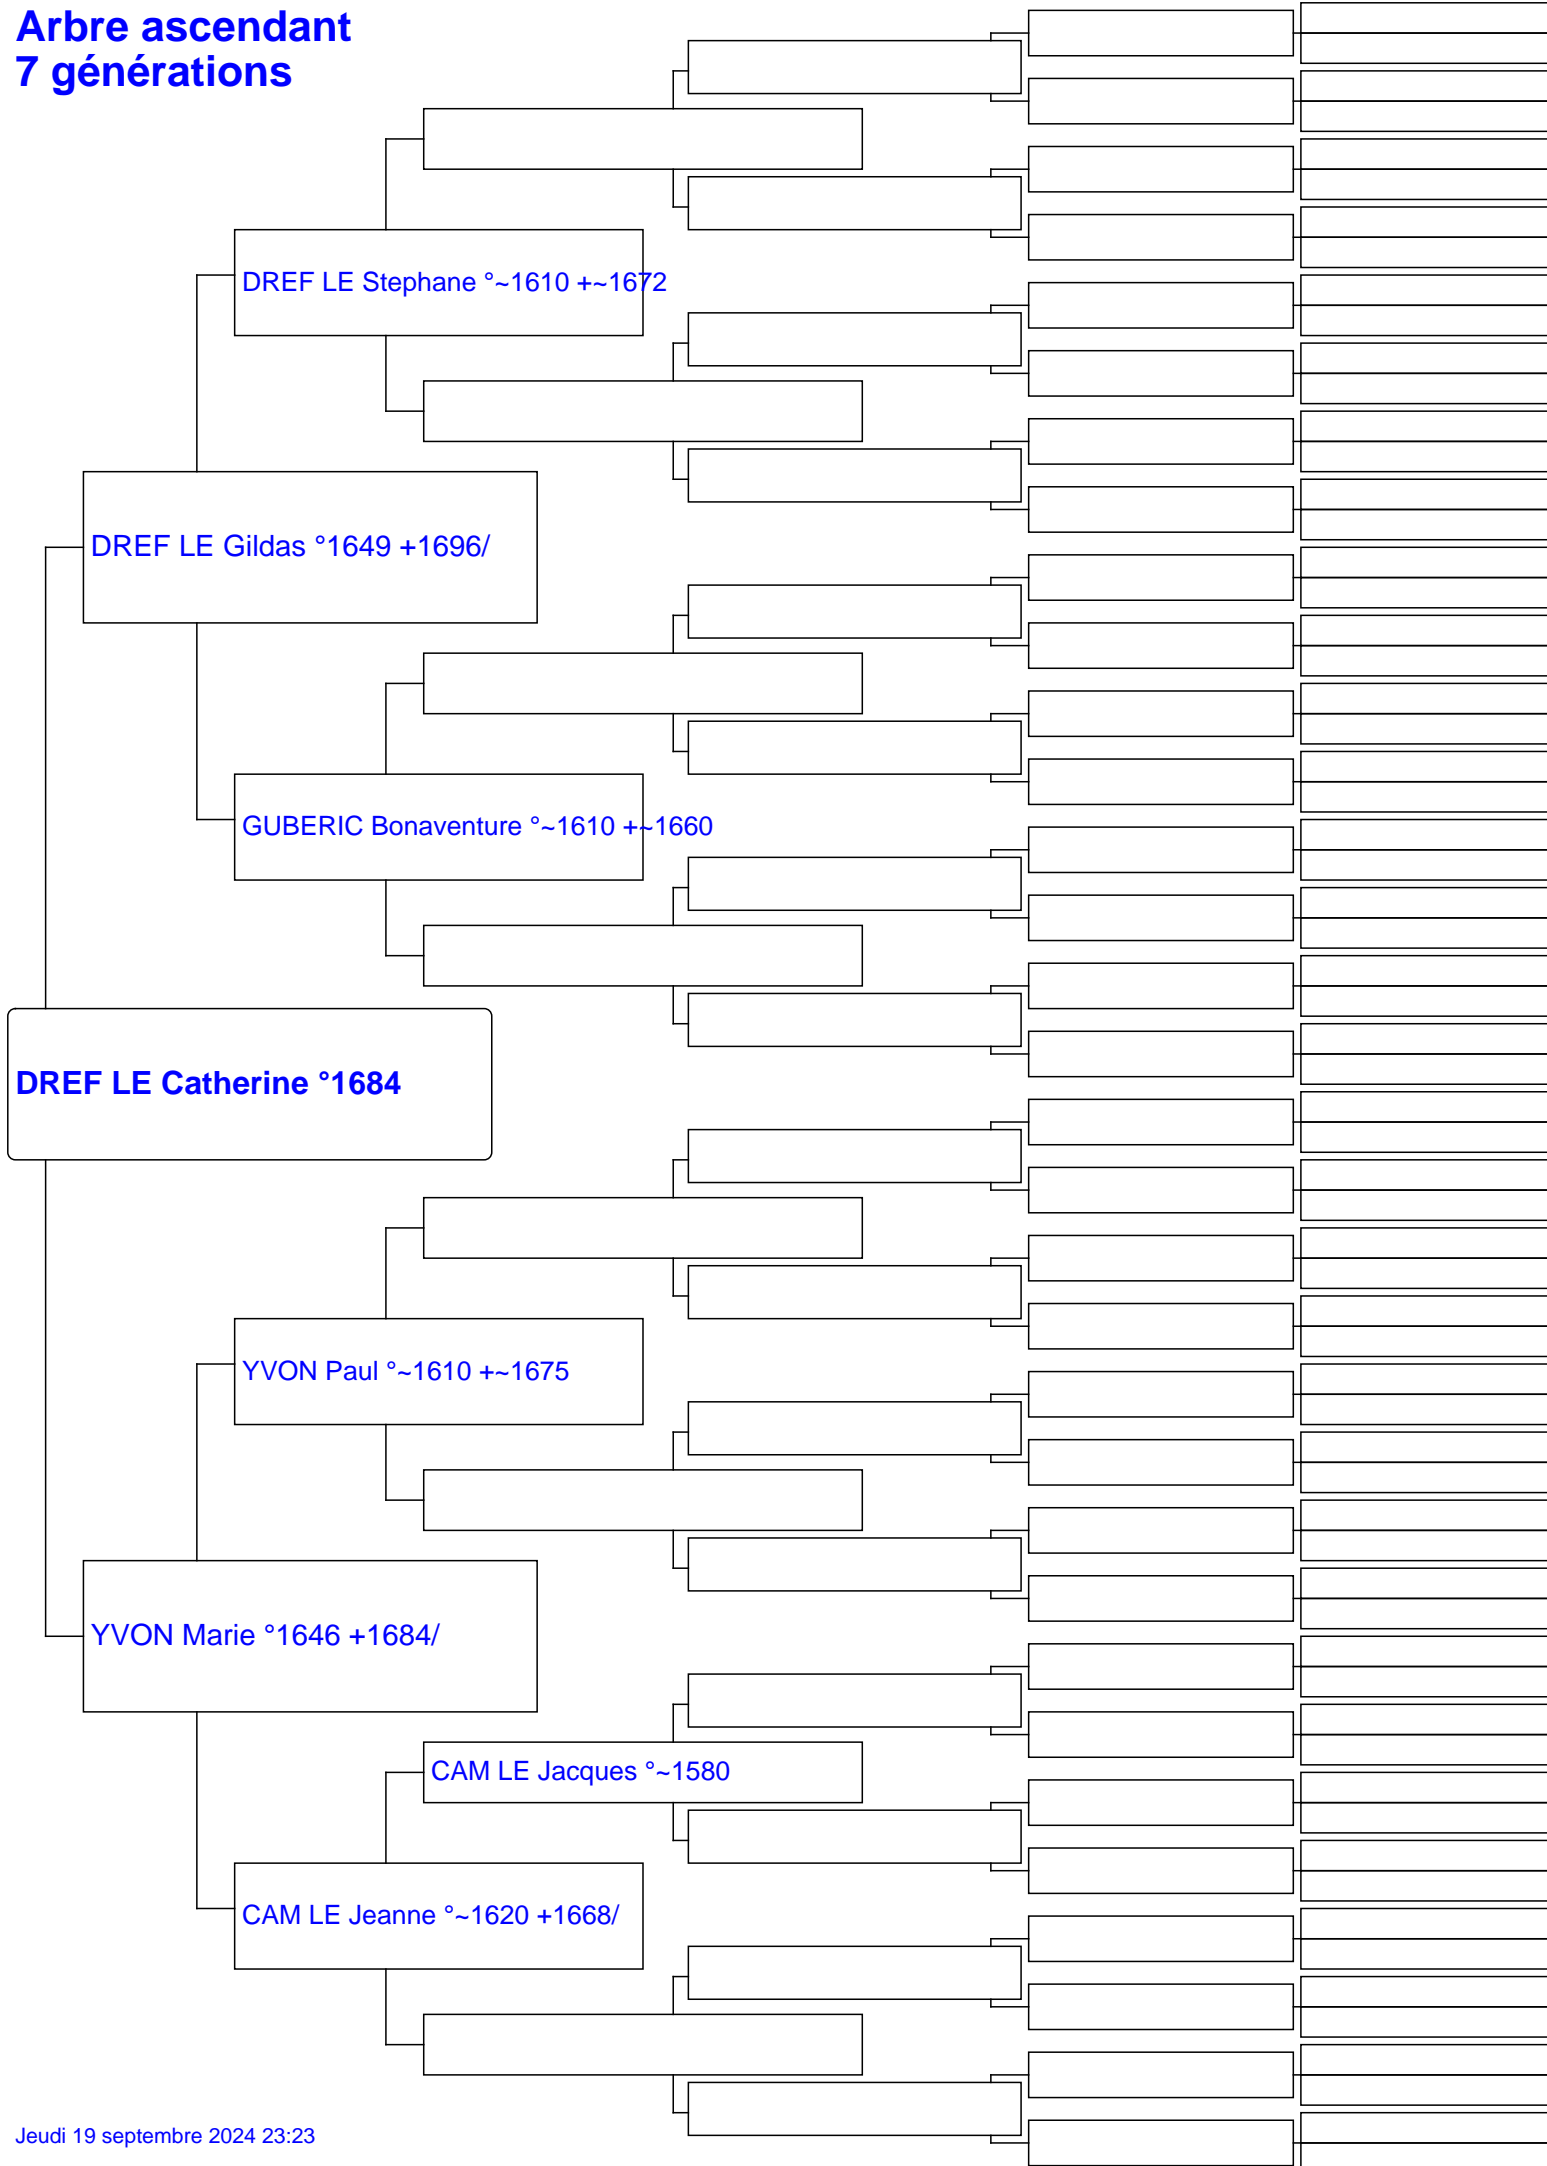 Arbre ascendant
7 générations
DREF LE Stephane °~1610 +~1672
DREF LE Gildas °1649 +1696/
GUBERIC Bonaventure °~1610 +~1660
DREF LE Catherine °1684
YVON Paul °~1610 +~1675
YVON Marie °1646 +1684/
CAM LE Jacques °~1580
CAM LE Jeanne °~1620 +1668/
Jeudi 19 septembre 2024 23:23